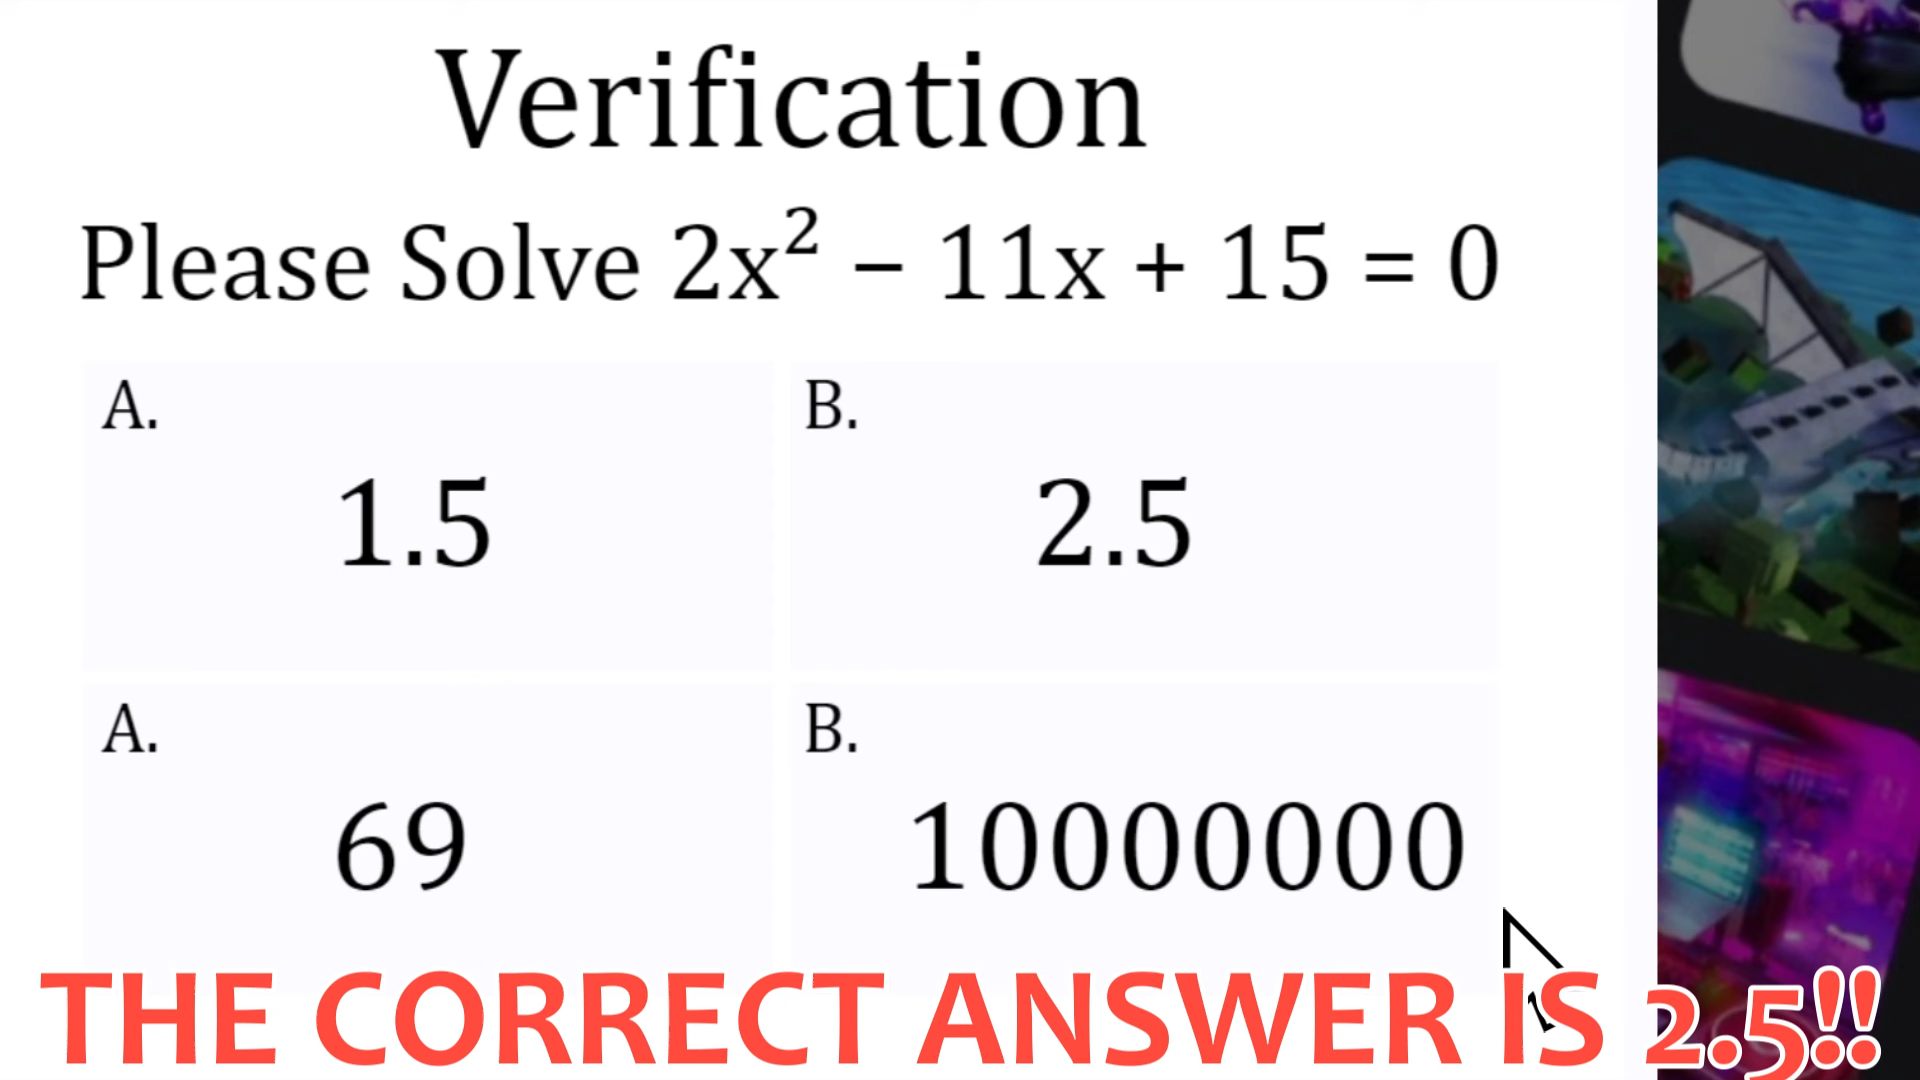 Verification
Please Solve 2x² – 11x + 15 = 0
A.
1.5
B.
2.5
A.
69
B.
10000000
THE CORRECT ANSWER IS 2.5!!